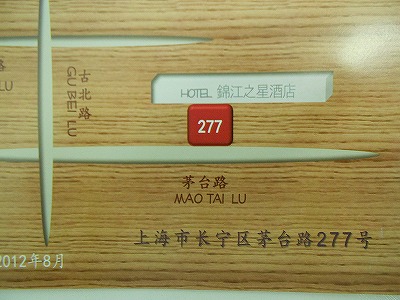 路
LU
古北路
GU BEI LU
HOTEL 錦江之星酒店
277
茅台路
MAO TAI LU
上海市长宁区茅台路277号
2012年8月